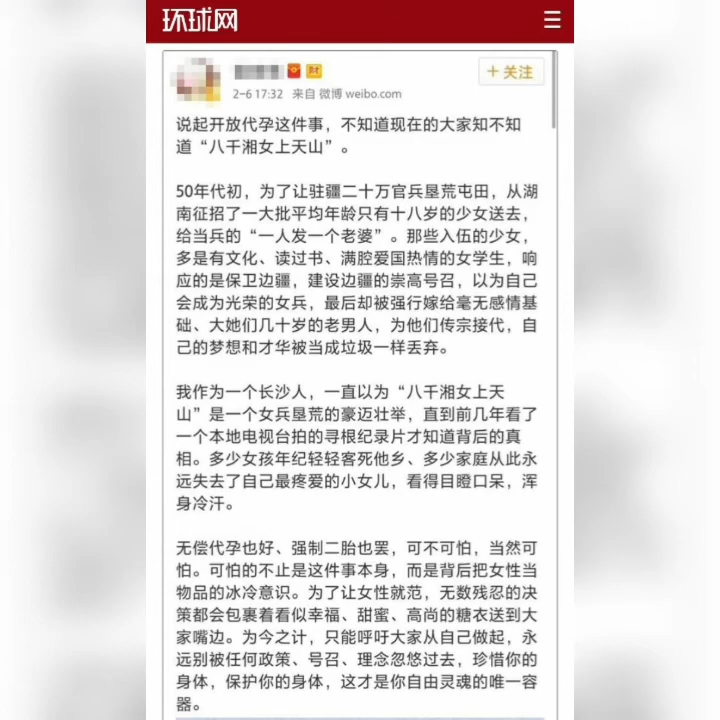 环球网
财
+关注
2-6 17:32 来自 微博 weibo.com
说起开放代孕这件事，不知道现在的大家知不知
道“八千湘女上天山”。
50年代初，为了让驻疆二十万官兵垦荒屯田，从湖
南征招了一大批平均年龄只有十八岁的少女送去，
给当兵的“一人发一个老婆”。那些入伍的少女，
多是有文化、读过书、满腔爱国热情的女学生，响
应的是保卫边疆，建设边疆的崇高号召，以为自己
会成为光荣的女兵，最后却被强行嫁给毫无感情基
础、大她们几十岁的老男人，为他们传宗接代，自
己的梦想和才华被当成垃圾一样丢弃。
我作为一个长沙人，一直以为“八千湘女上天
山”是一个女兵垦荒的豪迈壮举，直到前几年看了
一个本地电视台拍的寻根纪录片才知道背后的真
相。多少女孩年纪轻轻客死他乡、多少家庭从此永
远失去了自己最疼爱的小女儿，看得目瞪口呆，浑
身冷汗。
无偿代孕也好、强制二胎也罢，可不可怕，当然可
怕。可怕的不止是这件事本身，而是背后把女性当
物品的冰冷意识。为了让女性就范，无数残忍的决
策都会包裹着看似幸福、甜蜜、高尚的糖衣送到大
家嘴边。为今之计，只能呼吁大家从自己做起，永
远别被任何政策、号召、理念忽悠过去，珍惜你的
身体，保护你的身体，这才是你自由灵魂的唯一容
器。